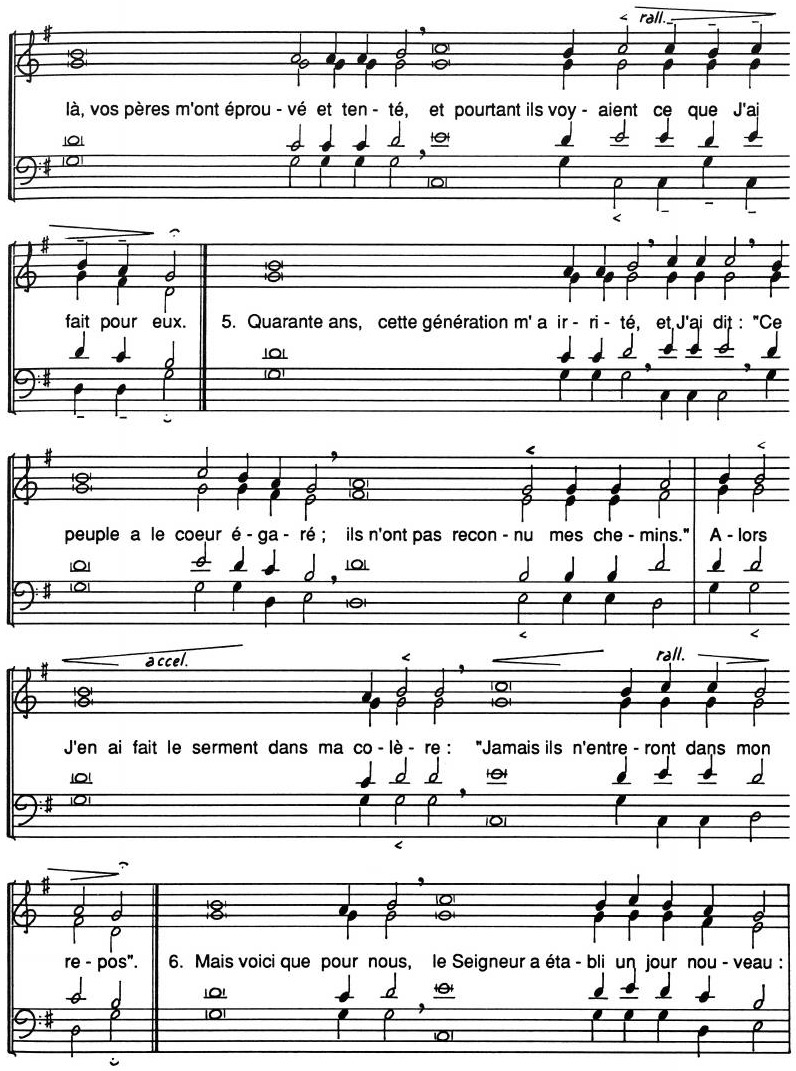 rall.
là, vos pères m'ont éprou - vé et ten - té, et pourtant ils voy - aient ce que J'ai
fait pour eux. 5. Quarante ans, cette génération m' a ir - ri - té, et J'ai dit : "Ce
peuple a le coeur é - ga - ré ; ils n'ont pas recon - nu mes che - mins." A - lors
accel. rall.
J'en ai fait le serment dans ma co - lè - re : "Jamais ils n'entre - ront dans mon
re - pos". 6. Mais voici que pour nous, le Seigneur a éta - bli un jour nou - veau :